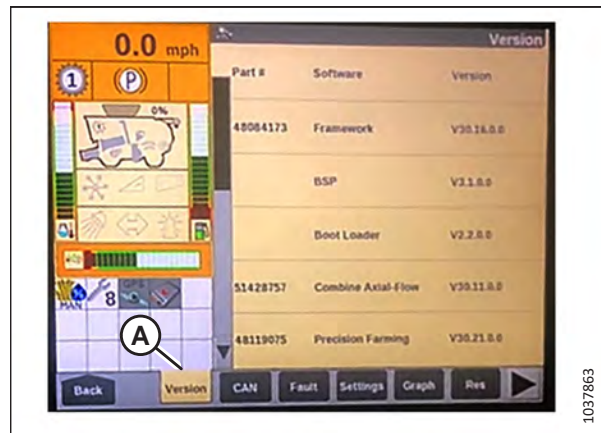 0.0 mph
Version
1
P
Part # Software Version
0%
48084173 Framework V30.16.0.0
BSP V3.1.0.0
Boot Loader V2.2.0.0
GPS
MAN 8
51428757 Combine Axial-Flow V30.11.0.0
A
48119075 Precision Farming V30.21.0.0
Back Version CAN Fault Settings Graph Res
1037863